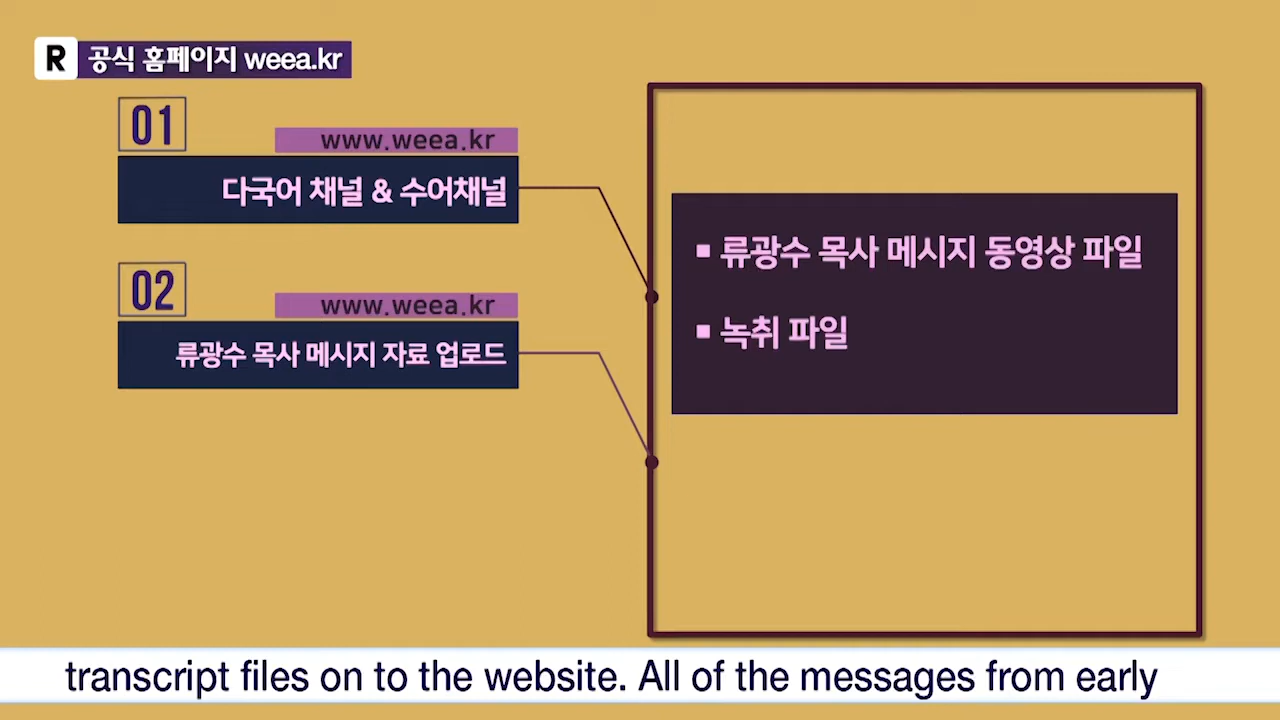 R 공식 홈페이지 weea.kr
01
www.weea.kr
다국어 채널 & 수어채널
02
www.weea.kr
류광수 목사 메시지 자료 업로드
▪ 류광수 목사 메시지 동영상 파일
▪ 녹취 파일
transcript files on to the website. All of the messages from early